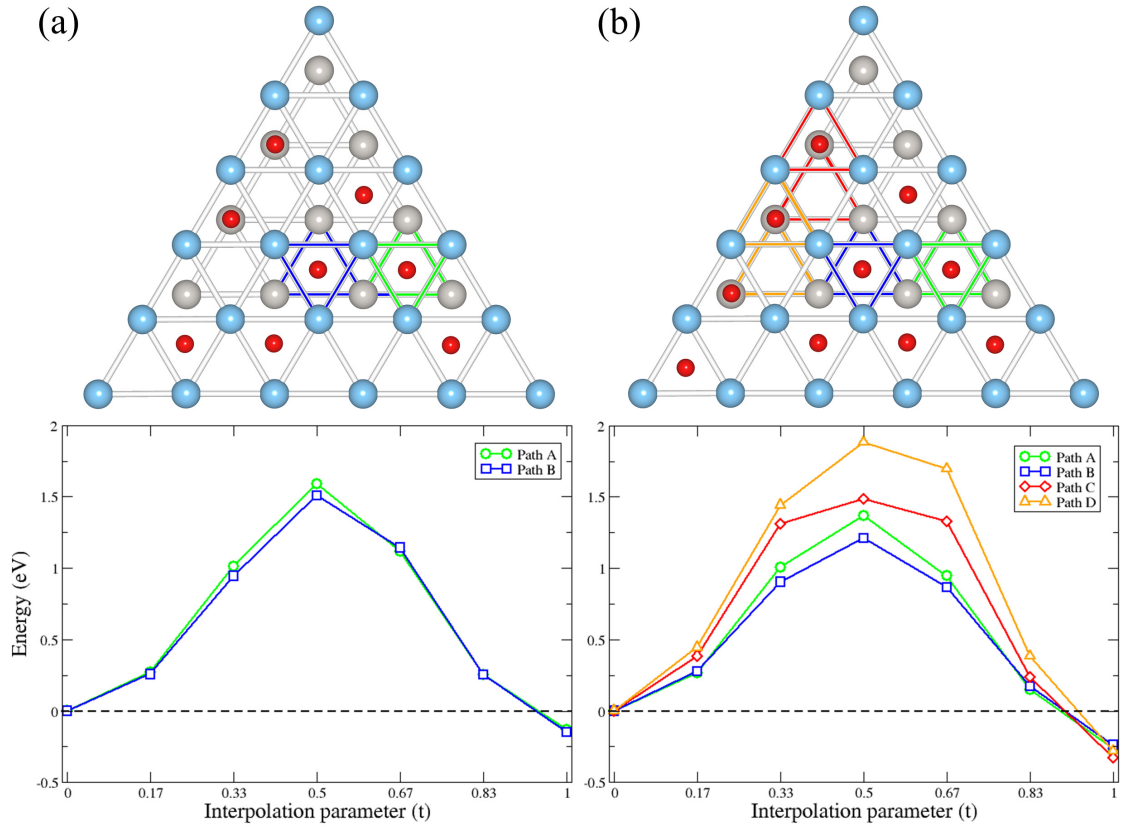 (a)
(b)
2
1.5
1
0.5
0
-0.5
Energy (eV)
Path A
Path B
0
0.17
0.33
0.5
0.67
0.83
1
Interpolation parameter (t)
2
1.5
1
0.5
0
-0.5
Path A
Path B
Path C
Path D
0
0.17
0.33
0.5
0.67
0.83
1
Interpolation parameter (t)